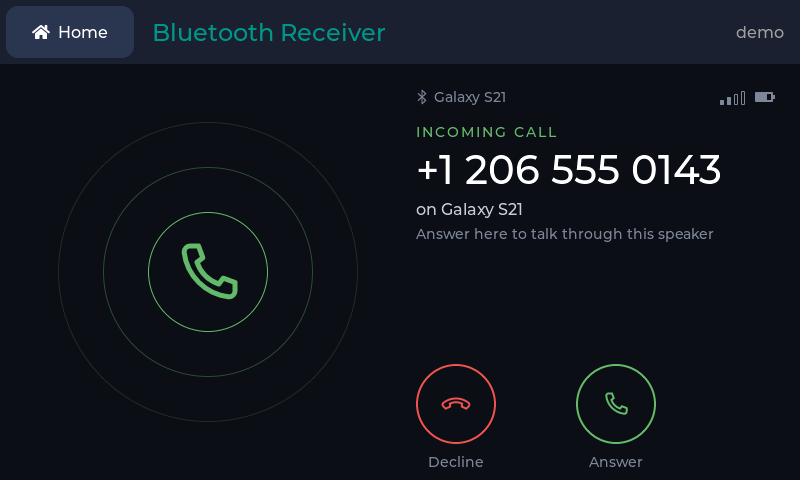 Home
Bluetooth Receiver
demo
Galaxy S21
INCOMING CALL
+1 206 555 0143
on Galaxy S21
Answer here to talk through this speaker
Decline
Answer